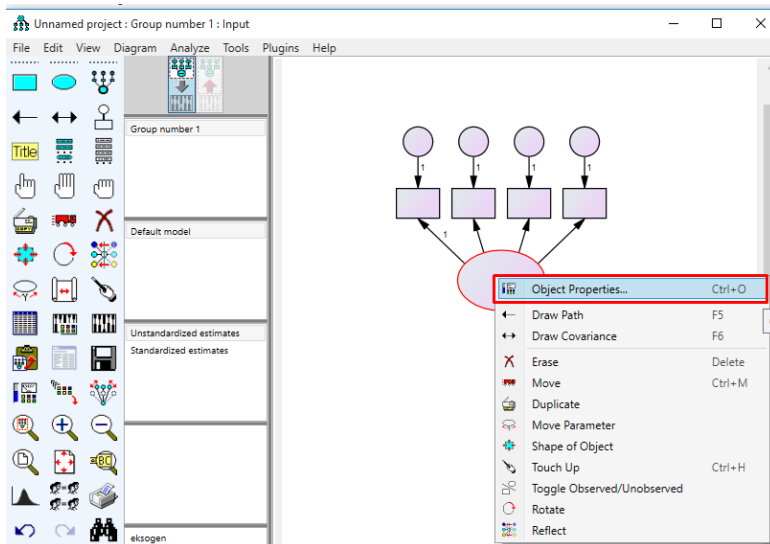 Unnamed project : Group number 1 : Input
File Edit View Diagram Analyze Tools Plugins Help
Title
Group number 1
Default model
Unstandardized estimates
Standardized estimates
eksogen
1 1 1 1
1
Object Properties... Ctrl+O
Draw Path F5
Draw Covariance F6
Erase Delete
Move Ctrl+M
Duplicate
Move Parameter
Shape of Object
Touch Up Ctrl+H
Toggle Observed/Unobserved
Rotate
Reflect